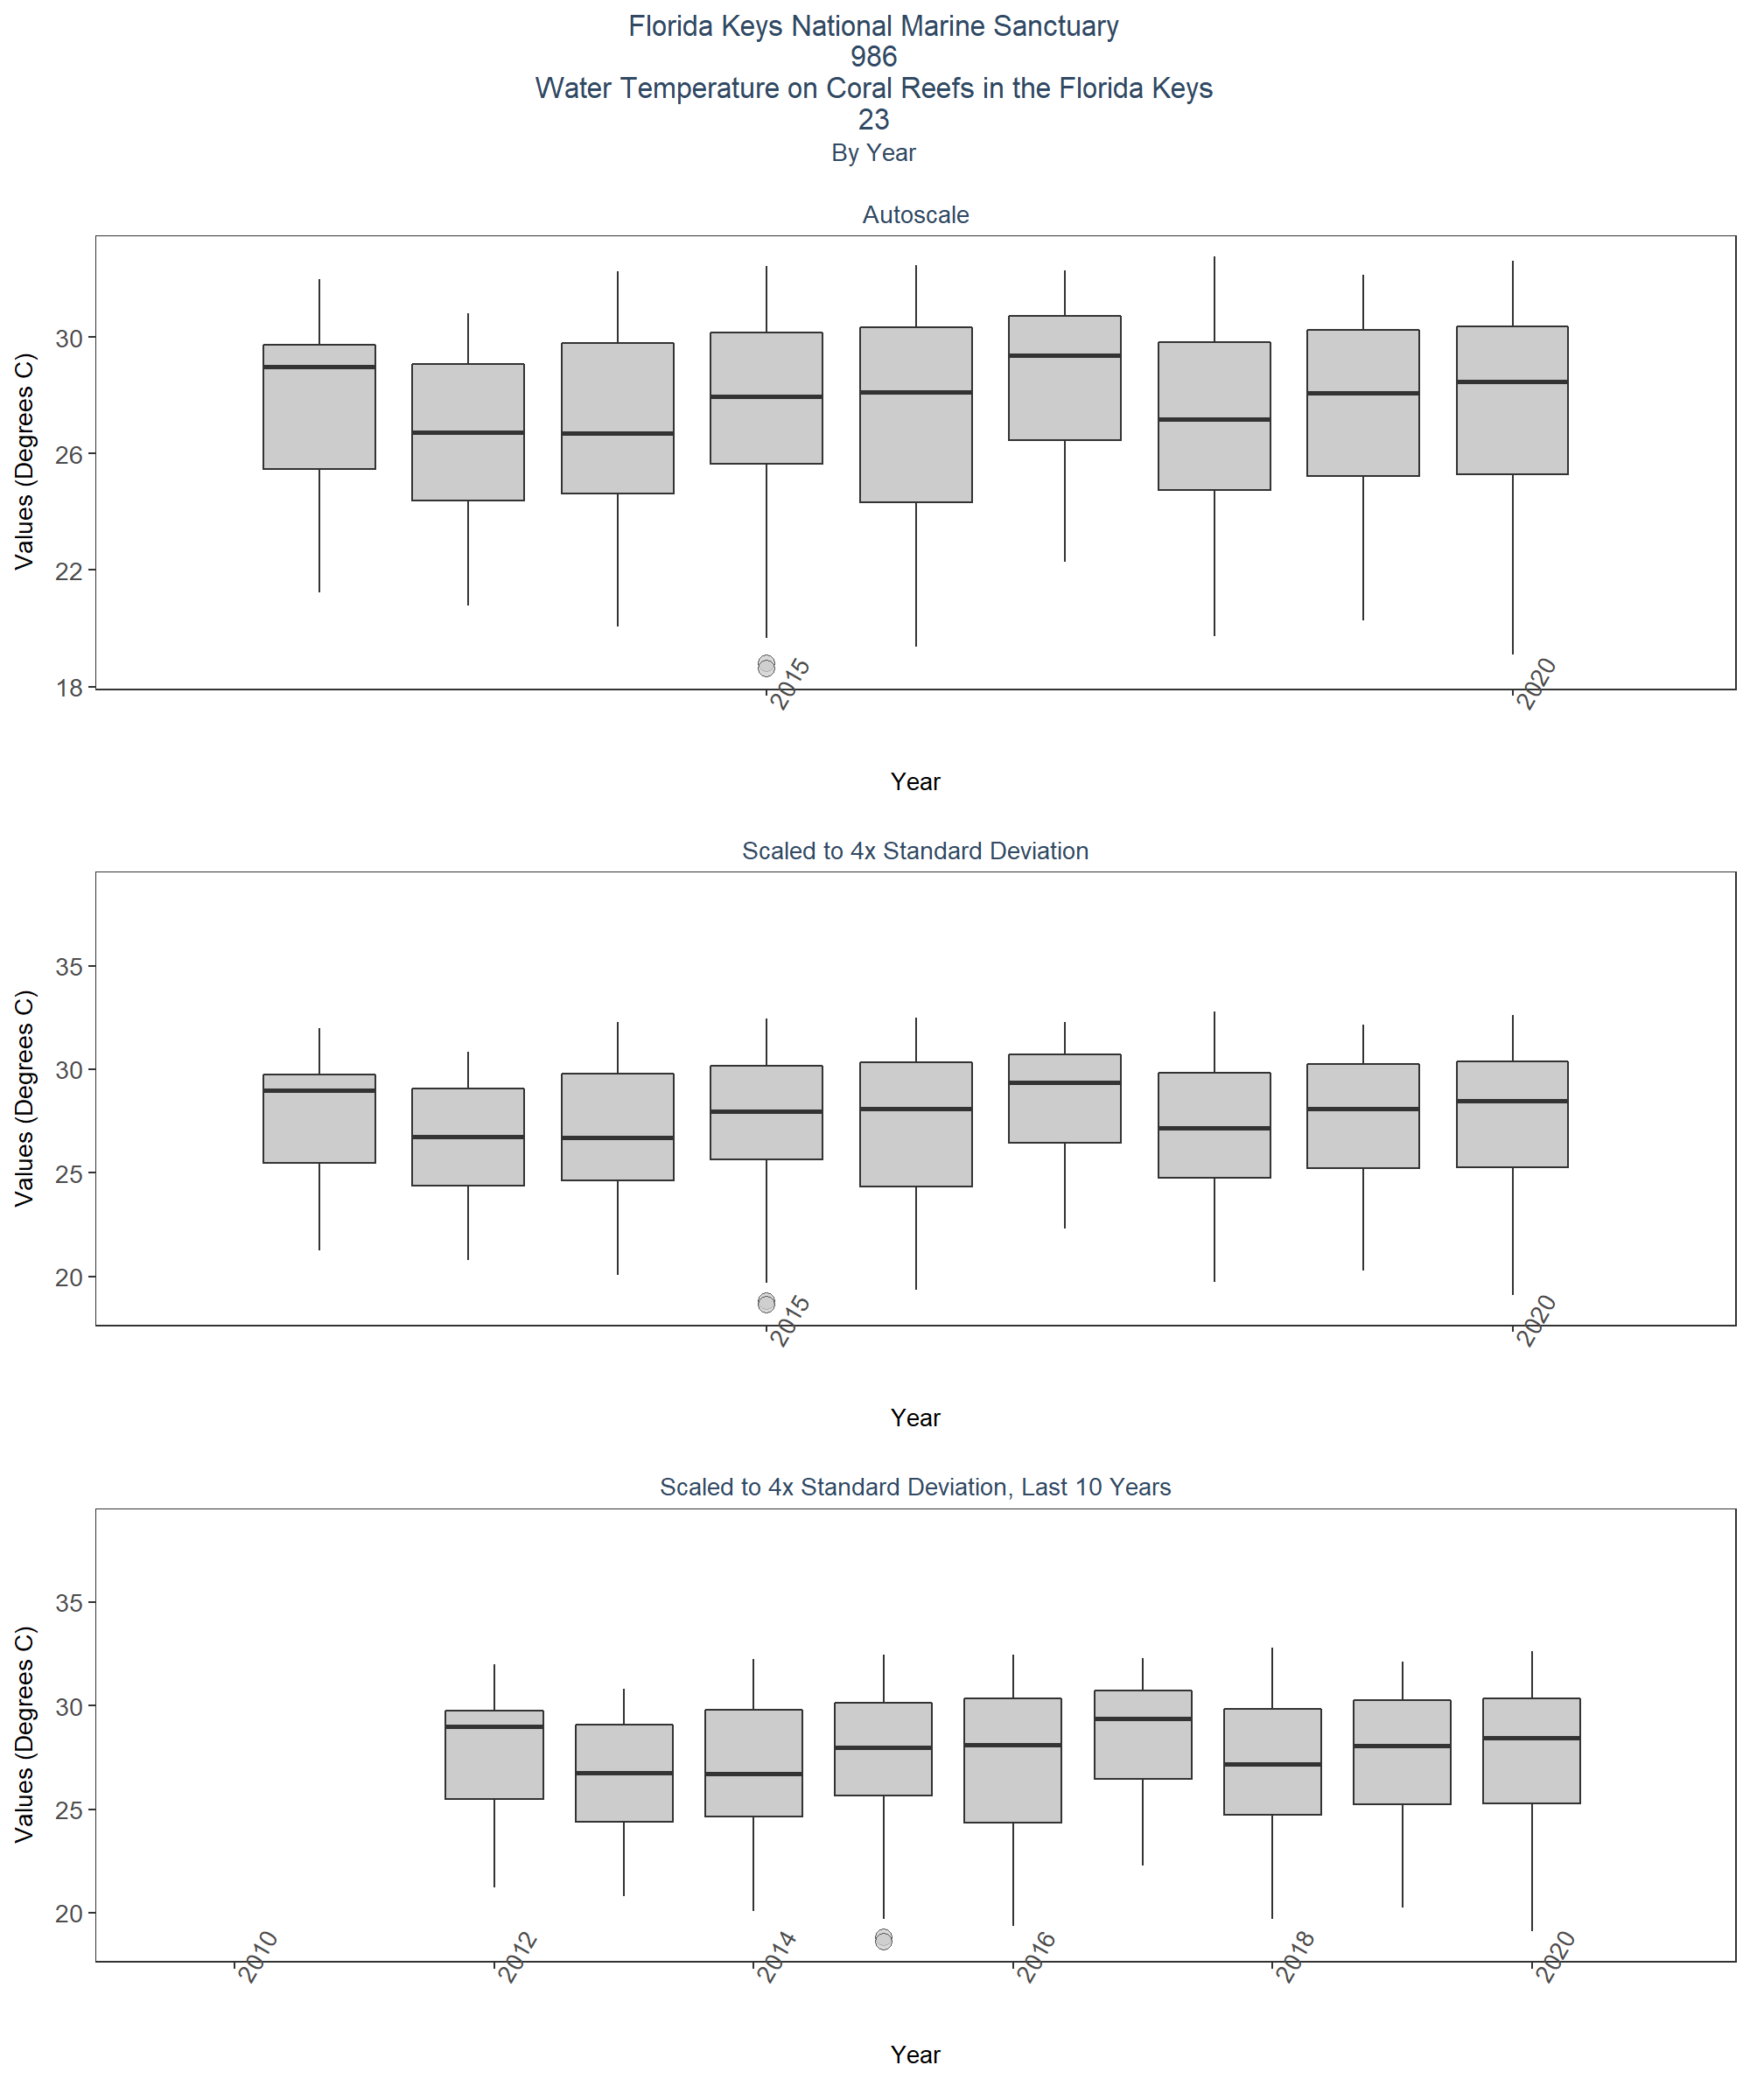 Florida Keys National Marine Sanctuary
986
Water Temperature on Coral Reefs in the Florida Keys
23
By Year
Autoscale
Values (Degrees C)
30
26
22
18
2015
2020
Year
Scaled to 4x Standard Deviation
Values (Degrees C)
35
30
25
20
2015
2020
Year
Scaled to 4x Standard Deviation, Last 10 Years
Values (Degrees C)
35
30
25
20
2010
2012
2014
2016
2018
2020
Year